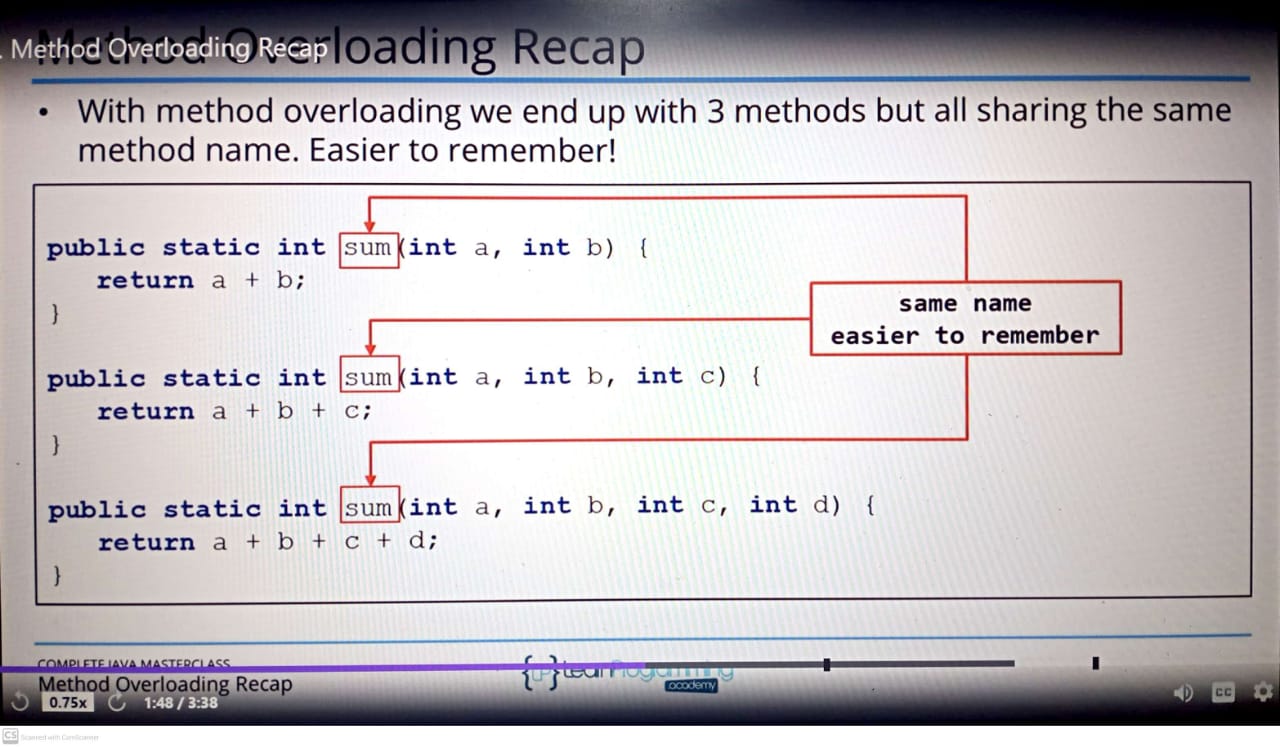 Method Overloading Recap
Method Overloading Recap
• With method overloading we end up with 3 methods but all sharing the same
method name. Easier to remember!
public static int sum(int a, int b) {
return a + b;
}
same name
easier to remember
public static int sum(int a, int b, int c) {
return a + b + c;
}
public static int sum(int a, int b, int c, int d) {
return a + b + c + d;
}
COMPLETE JAVA MASTERCLASS
{LP} Learn Programming
academy
Method Overloading Recap
0.75x 1:48 / 3:38
CC
CS Scanned with CamScanner